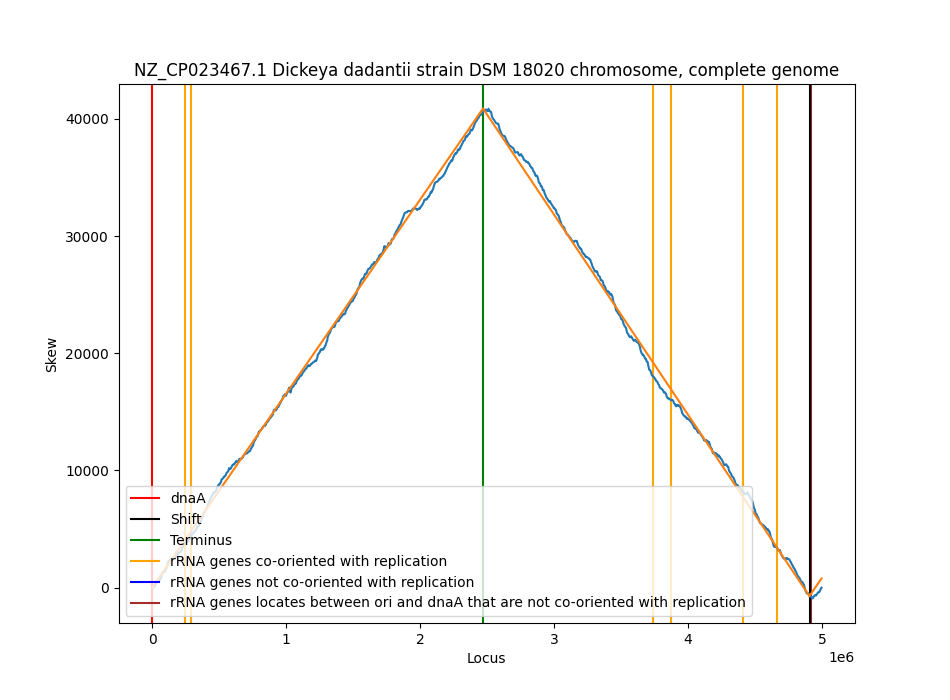 NZ_CP023467.1 Dickeya dadantii strain DSM 18020 chromosome, complete genome
Skew
40000
30000
20000
10000
0
dnaA
Shift
Terminus
rRNA genes co-oriented with replication
rRNA genes not co-oriented with replication
rRNA genes locates between ori and dnaA that are not co-oriented with replication
0 1 2 3 4 5
1e6
Locus